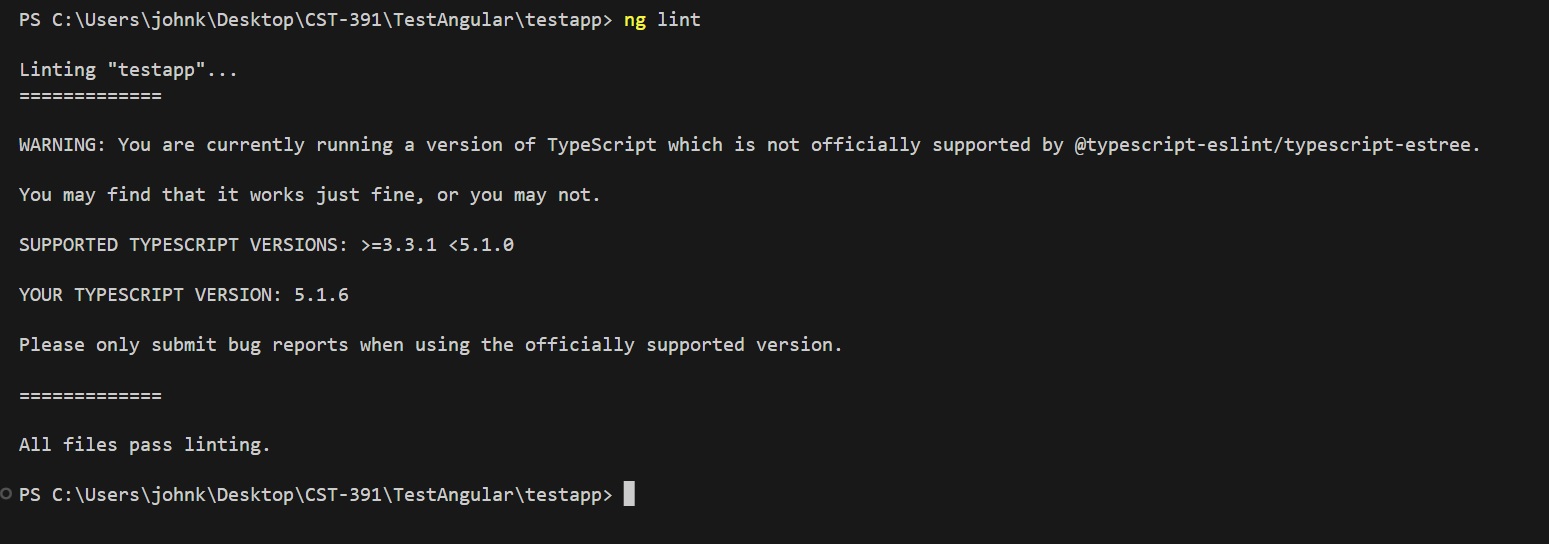 PS C:\Users\johnk\Desktop\CST-391\TestAngular\testapp> ng lint
Linting "testapp"...
=============
WARNING: You are currently running a version of TypeScript which is not officially supported by @typescript-eslint/typescript-estree.
You may find that it works just fine, or you may not.
SUPPORTED TYPESCRIPT VERSIONS: >=3.3.1 <5.1.0
YOUR TYPESCRIPT VERSION: 5.1.6
Please only submit bug reports when using the officially supported version.
=============
All files pass linting.
PS C:\Users\johnk\Desktop\CST-391\TestAngular\testapp>